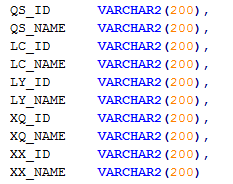 QS_ID VARCHAR2(200),
QS_NAME VARCHAR2(200),
LC_ID VARCHAR2(200),
LC_NAME VARCHAR2(200),
LY_ID VARCHAR2(200),
LY_NAME VARCHAR2(200),
XQ_ID VARCHAR2(200),
XQ_NAME VARCHAR2(200),
XX_ID VARCHAR2(200),
XX_NAME VARCHAR2(200)